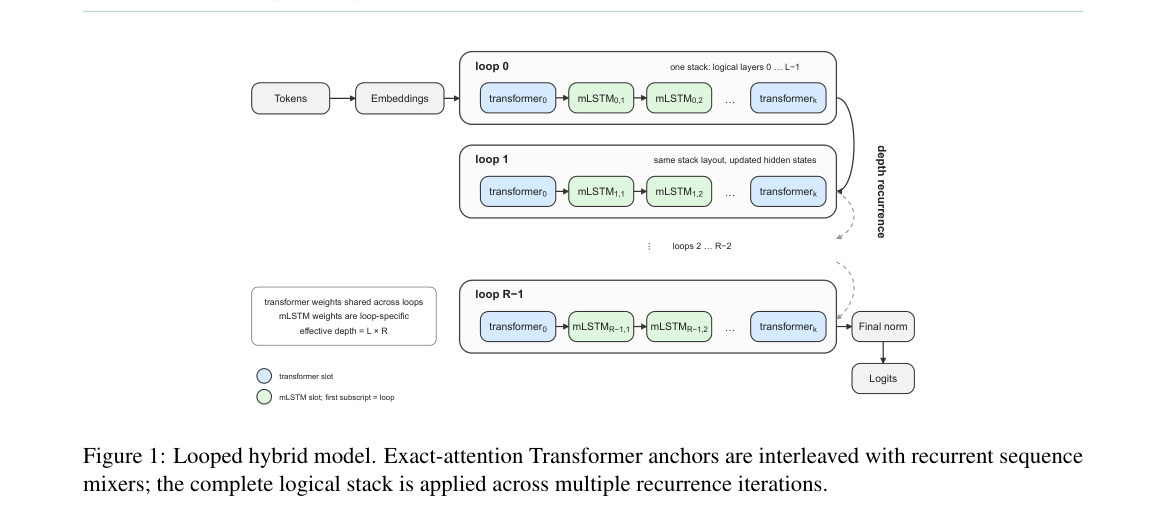 loop 0
one stack: logical layers 0 … L−1
Tokens
Embeddings
transformer₀
mLSTM₀,₁
mLSTM₀,₂
…
transformerₖ
loop 1
same stack layout, updated hidden states
transformer₀
mLSTM₁,₁
mLSTM₁,₂
…
transformerₖ
depth recurrence
⋮ loops 2 … R−2
loop R−1
transformer₀
mLSTM_R−1,1
mLSTM_R−1,2
…
transformerₖ
Final norm
Logits
transformer weights shared across loops
mLSTM weights are loop-specific
effective depth = L × R
transformer slot
mLSTM slot; first subscript = loop
Figure 1: Looped hybrid model. Exact-attention Transformer anchors are interleaved with recurrent sequence
mixers; the complete logical stack is applied across multiple recurrence iterations.